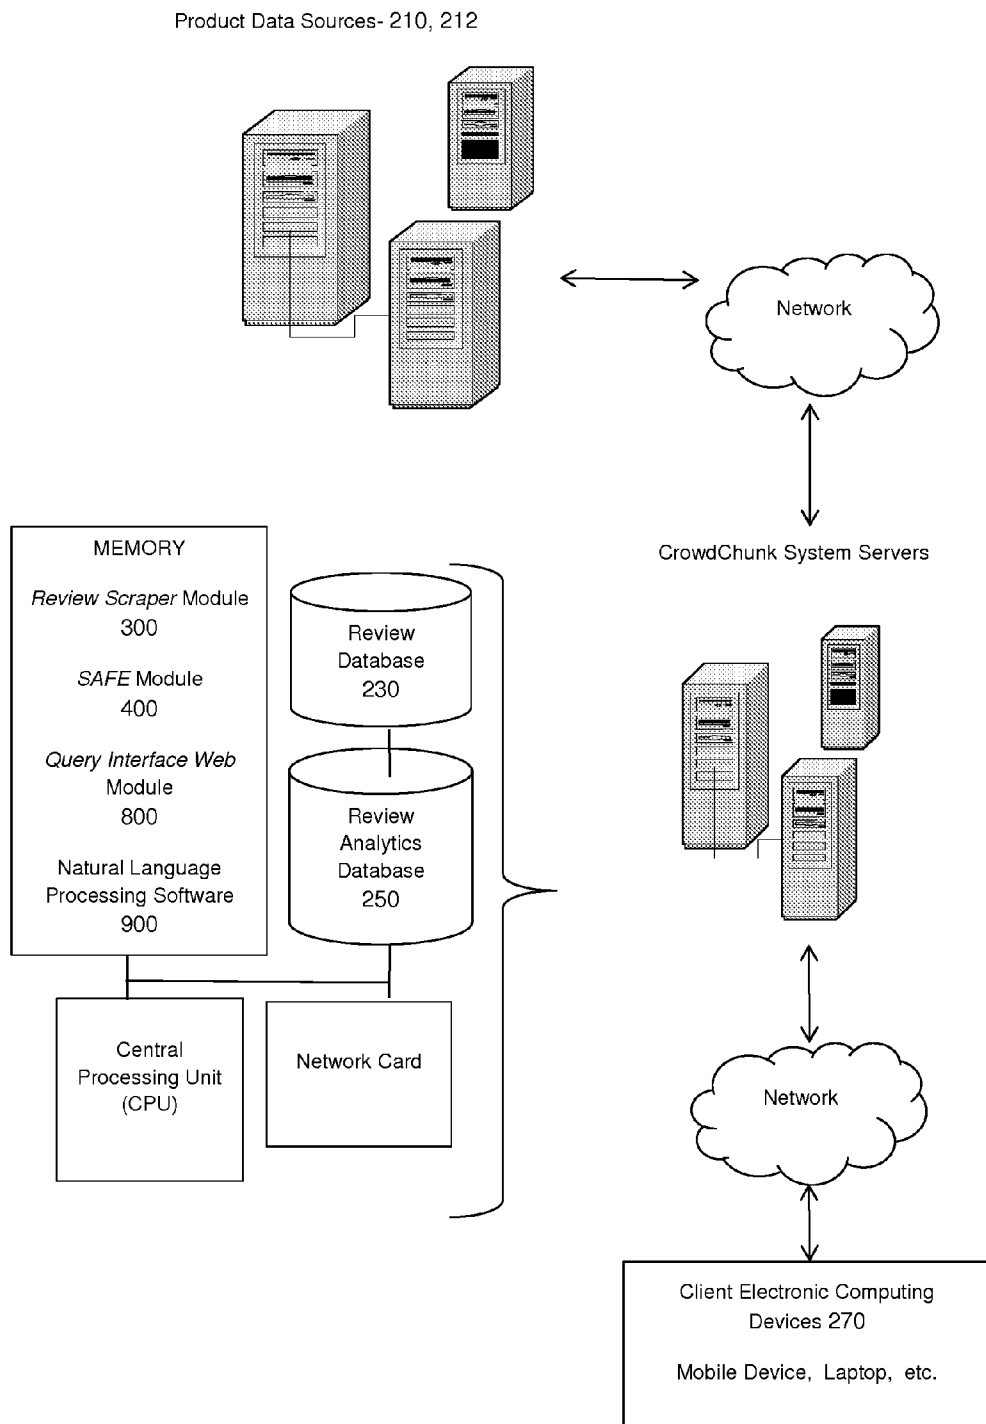 Product Data Sources- 210, 212
Network
CrowdChunk System Servers
MEMORY
Review Scraper Module
300
SAFE Module
400
Query Interface Web
Module
800
Natural Language
Processing Software
900
Review
Database
230
Review
Analytics
Database
250
Central
Processing Unit
(CPU)
Network Card
Network
Client Electronic Computing
Devices 270
Mobile Device, Laptop, etc.